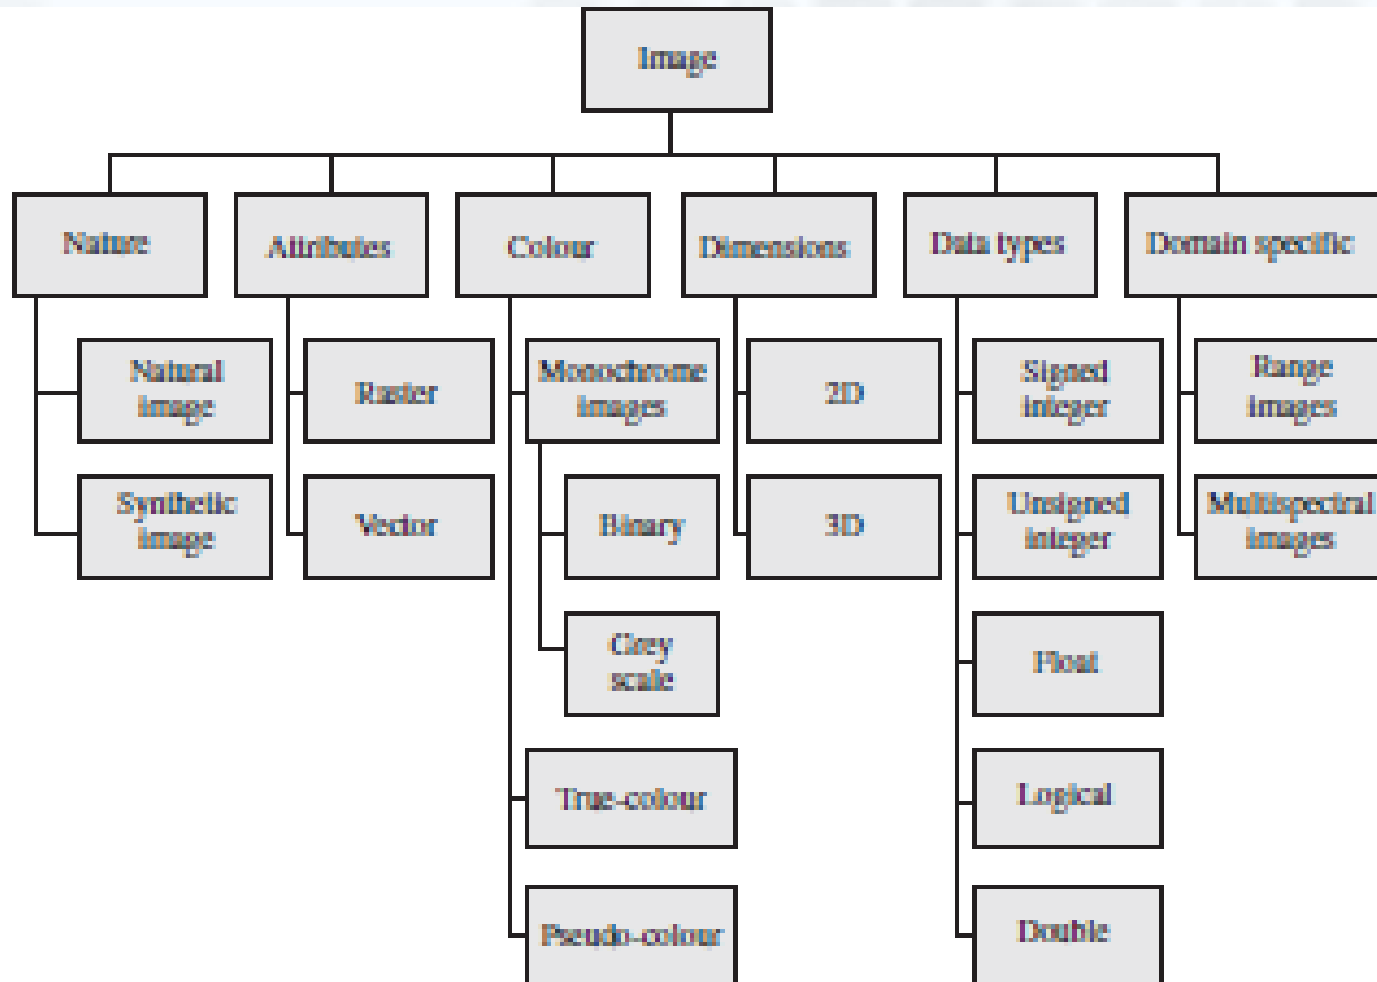 Image
Nature
Attributes
Colour
Dimensions
Data types
Domain specific
Natural
image
Raster
Monochrome
images
2D
Signed
integer
Range
images
Synthetic
image
Vector
Binary
3D
Unsigned
integer
Multispectral
images
Grey
scale
Float
True-colour
Logical
Pseudo-colour
Double